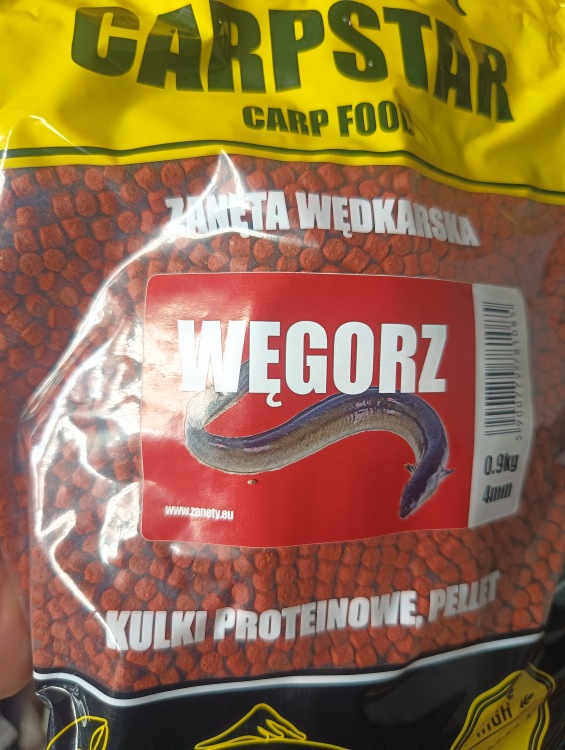 CARPSTAR
CARP FOOD
ZANĘTA WĘDKARSKA
WĘGORZ
0.9kg
4mm
www.zanety.eu
KULKI PROTEINOWE, PELLET